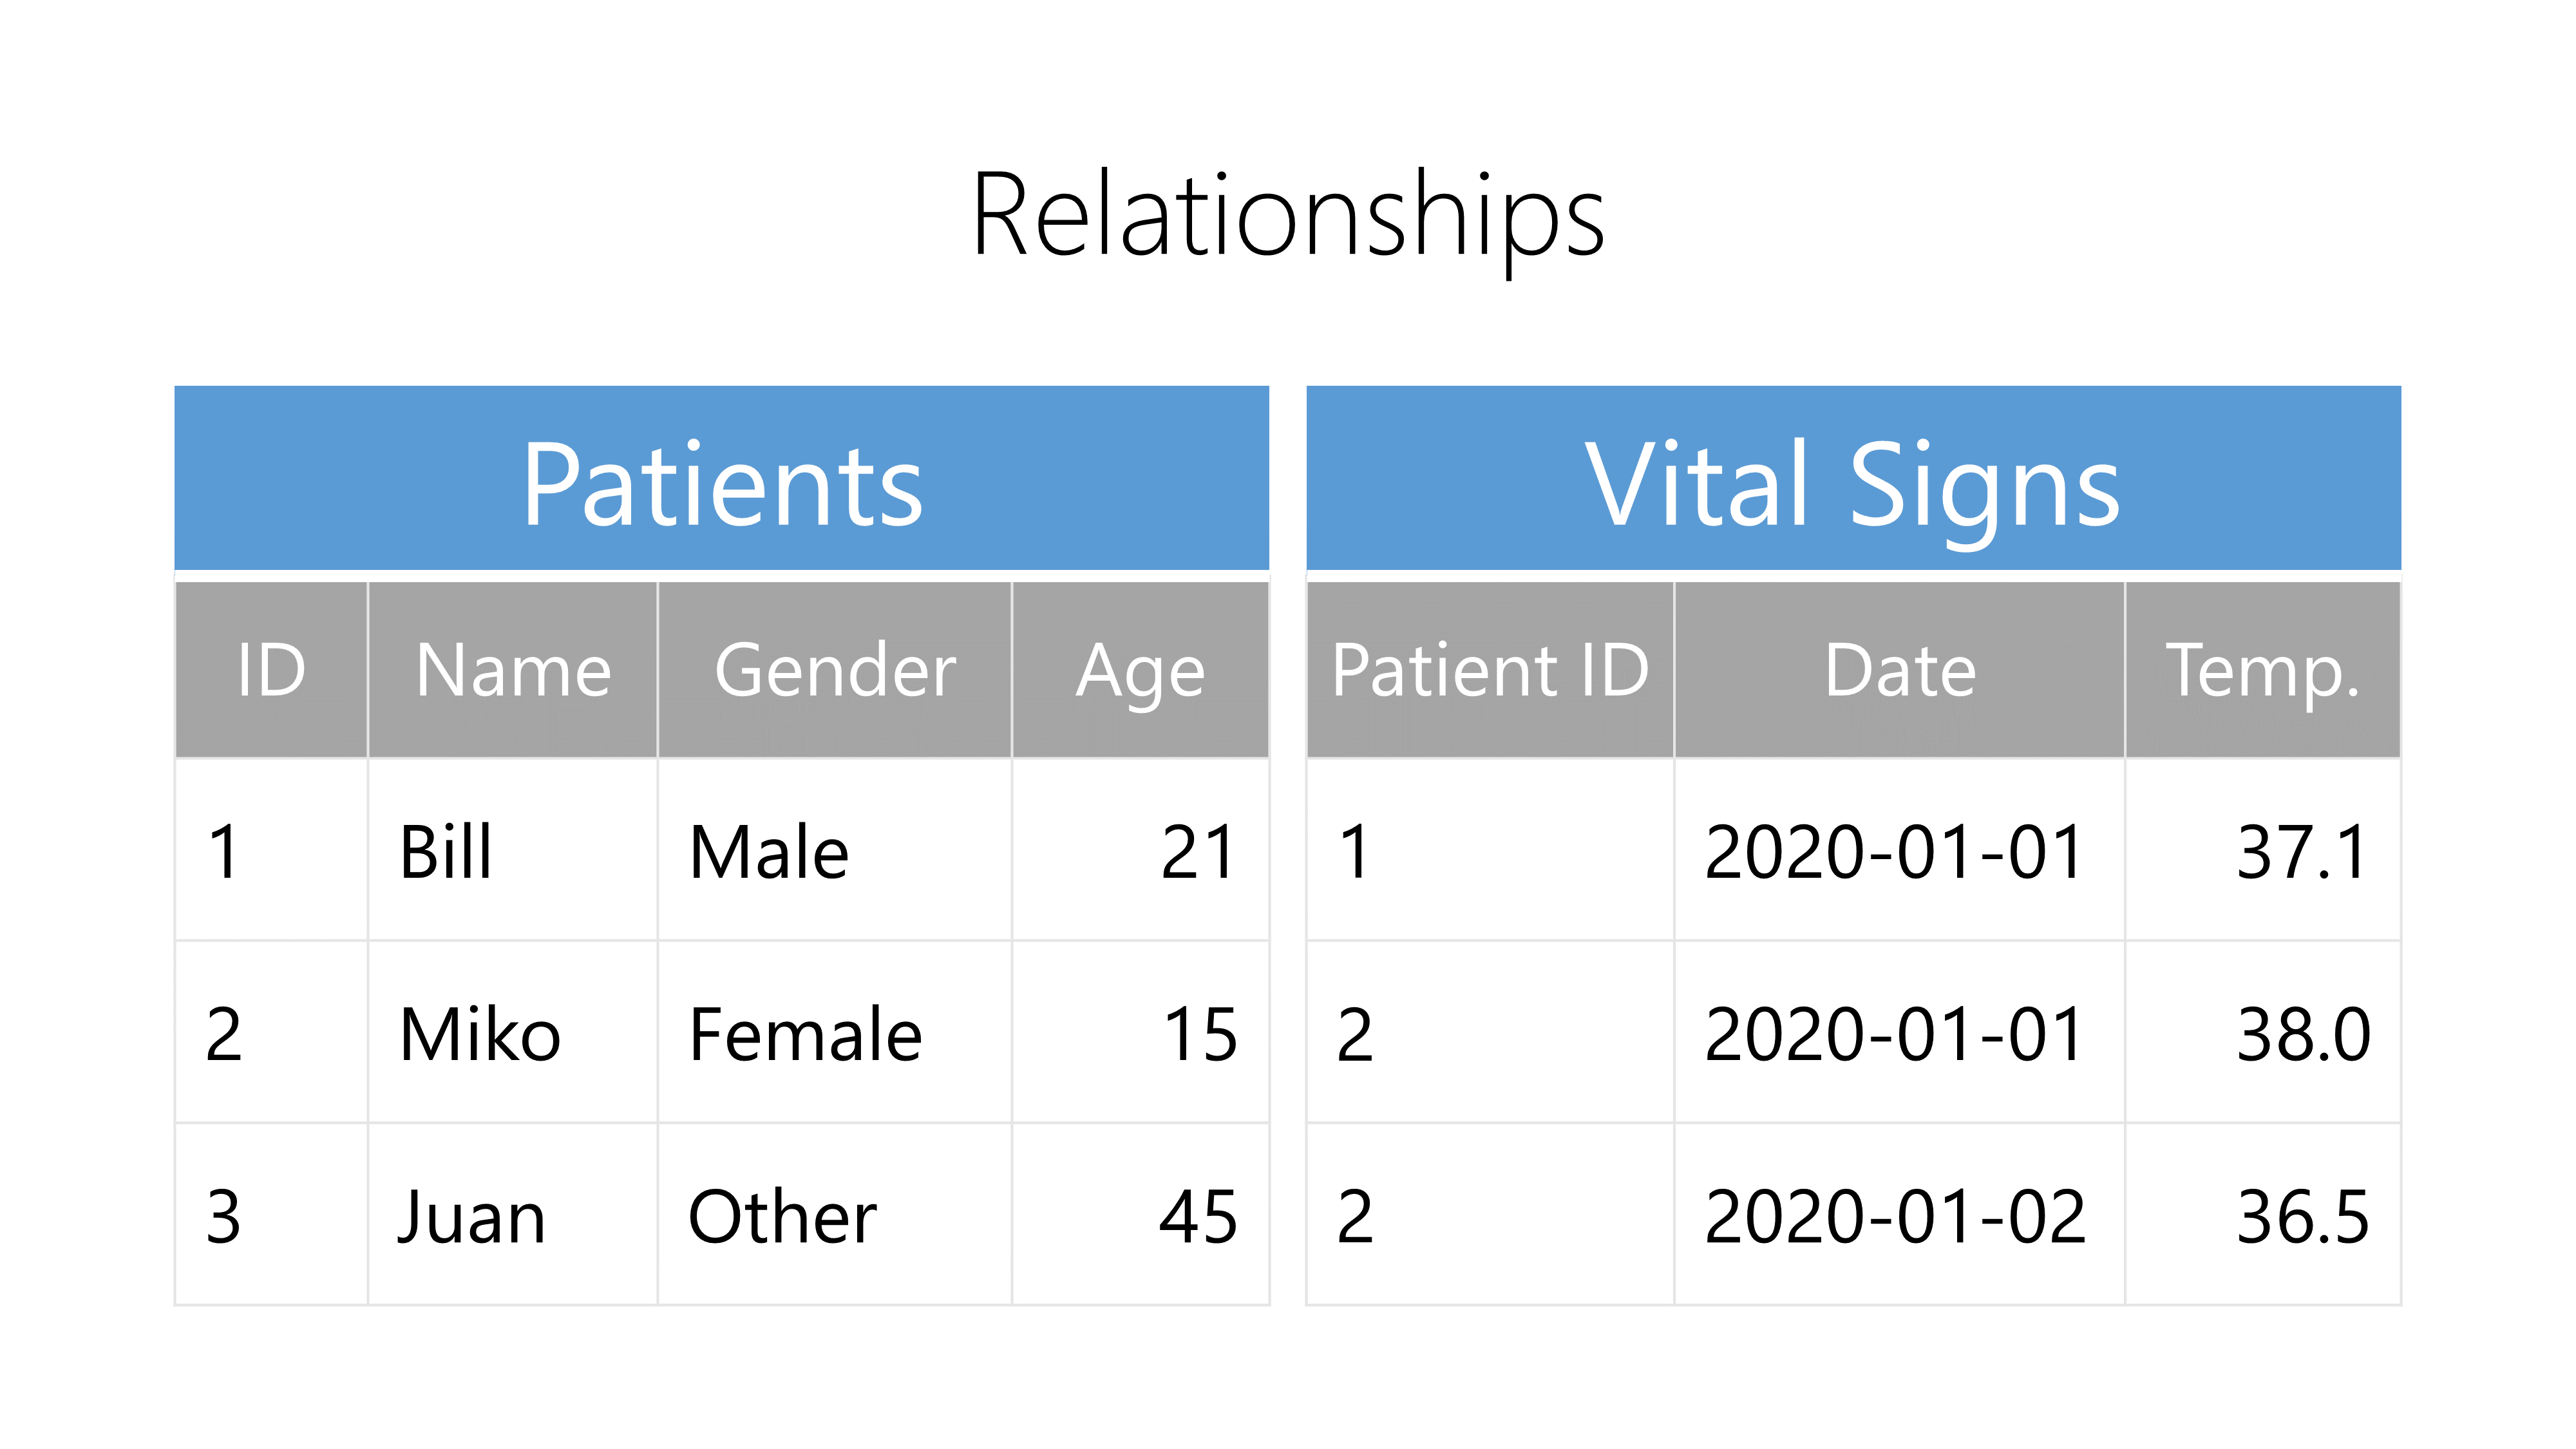 Relationships
Patients
ID Name Gender Age
1 Bill Male 21
2 Miko Female 15
3 Juan Other 45
Vital Signs
Patient ID Date Temp.
1 2020-01-01 37.1
2 2020-01-01 38.0
2 2020-01-02 36.5